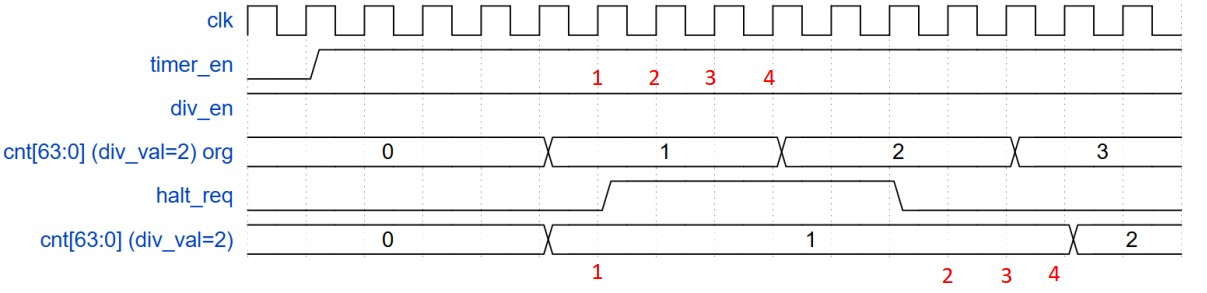 clk
timer_en
1 2 3 4
div_en
cnt[63:0] (div_val=2) org 0 1 2 3
halt_req
cnt[63:0] (div_val=2) 0 1 2
1 2 3 4